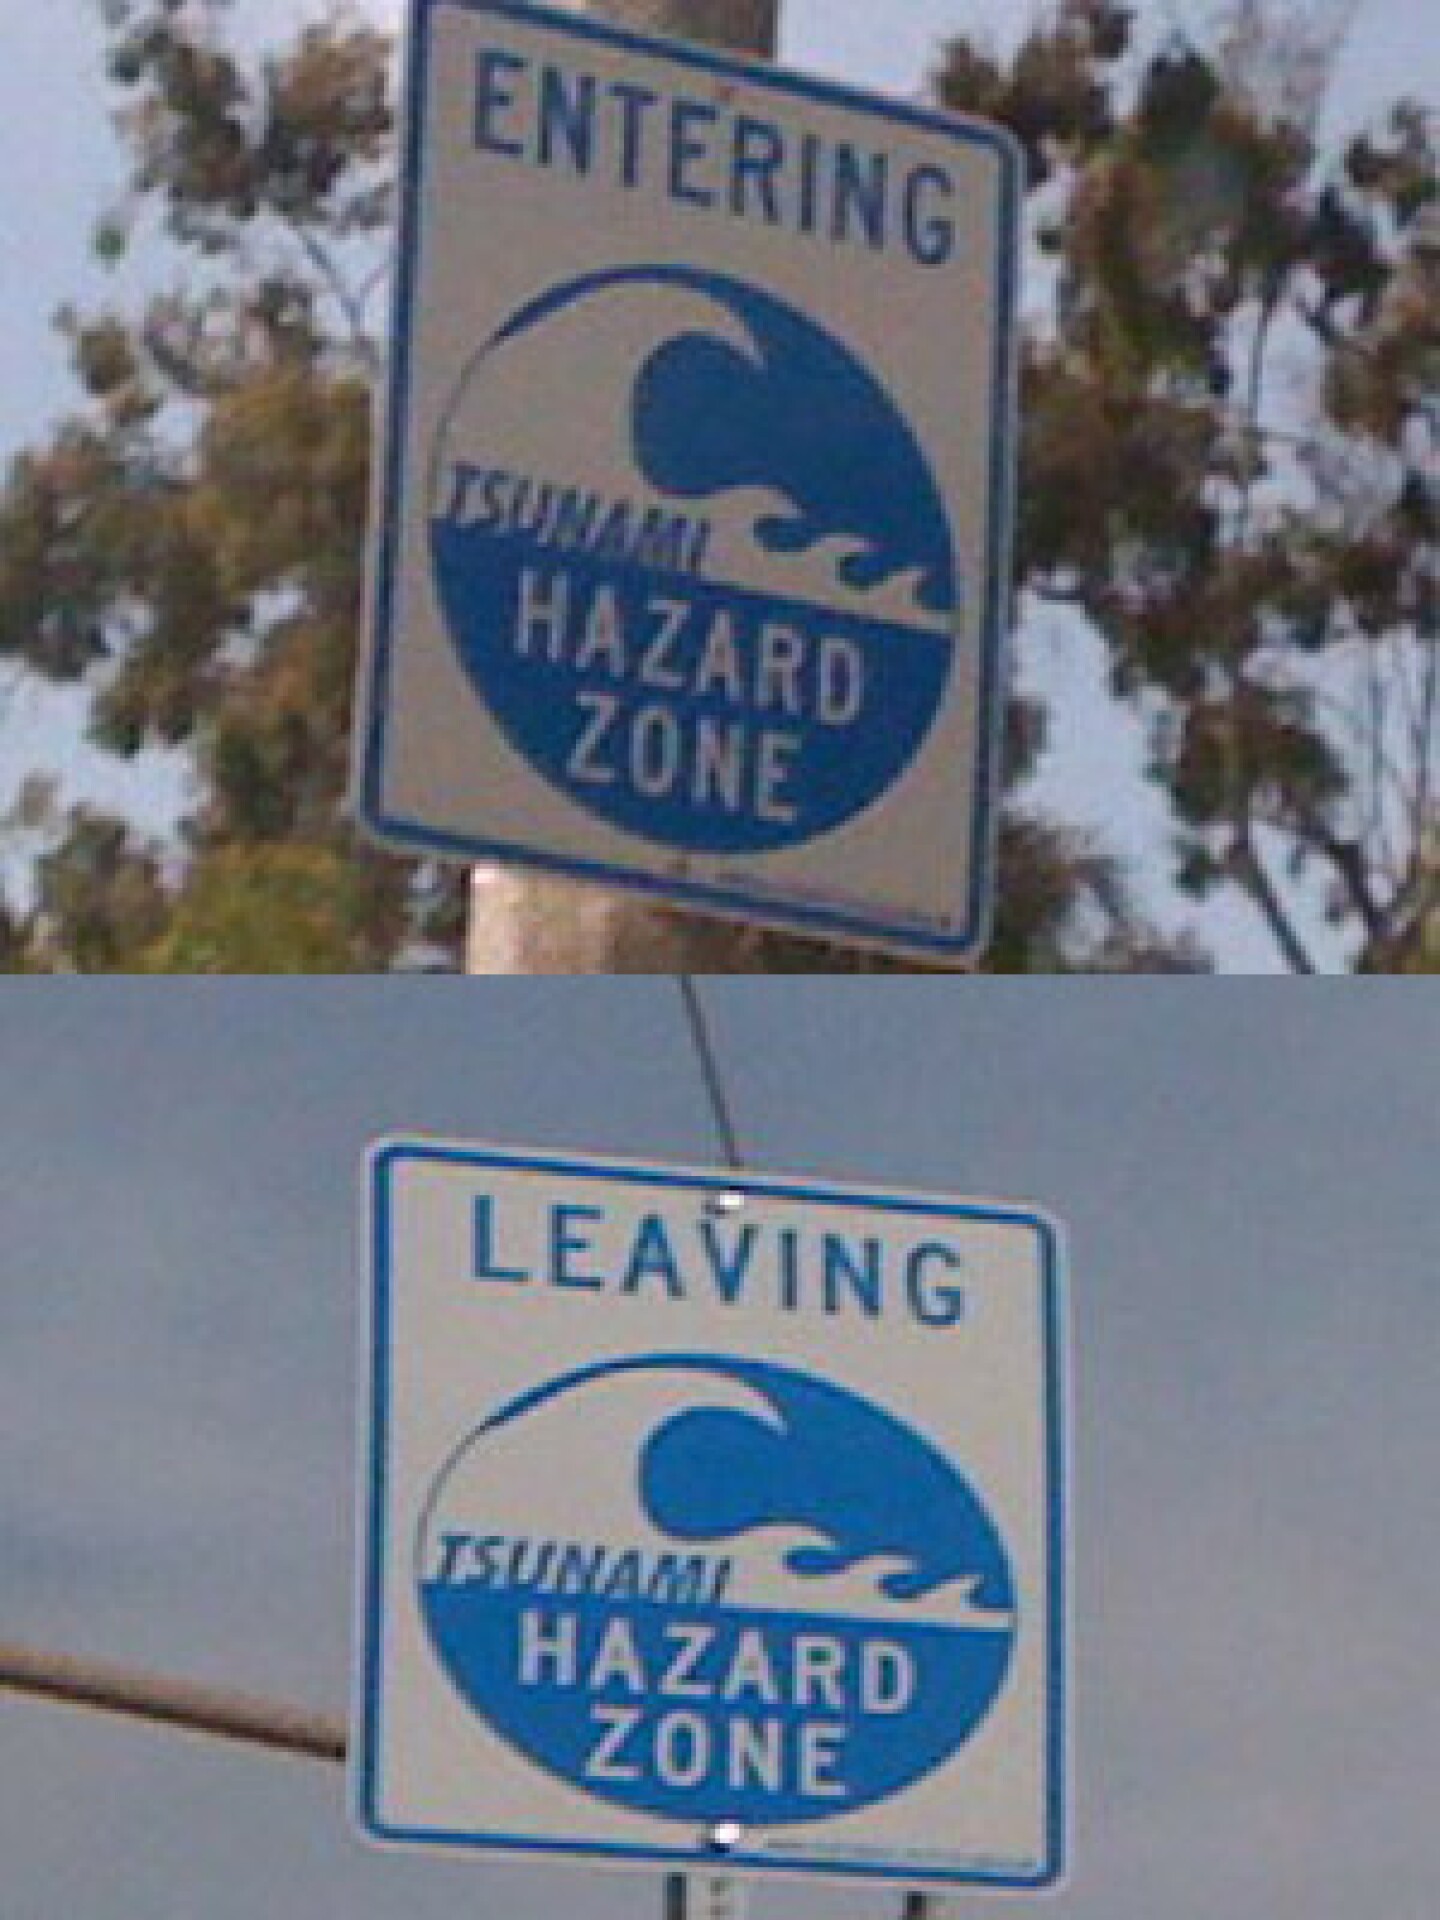 ENTERING
TSUNAMI
HAZARD
ZONE
LEAVING
TSUNAMI
HAZARD
ZONE